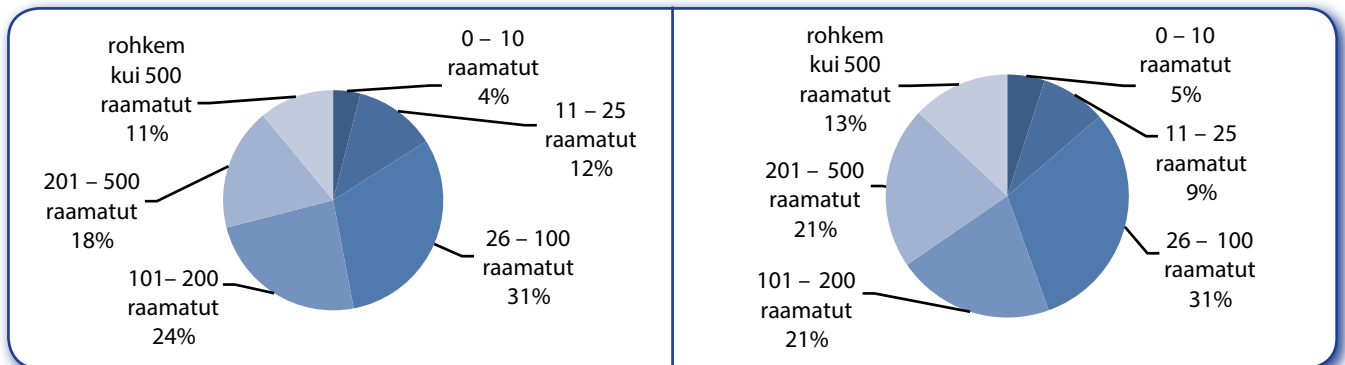 rohkem
kui 500
raamatut
11%
0 – 10
raamatut
4%
11 – 25
raamatut
12%
201 – 500
raamatut
18%
26 – 100
raamatut
31%
101– 200
raamatut
24%
rohkem
kui 500
raamatut
13%
0 – 10
raamatut
5%
11 – 25
raamatut
9%
201 – 500
raamatut
21%
26 – 100
raamatut
31%
101 – 200
raamatut
21%